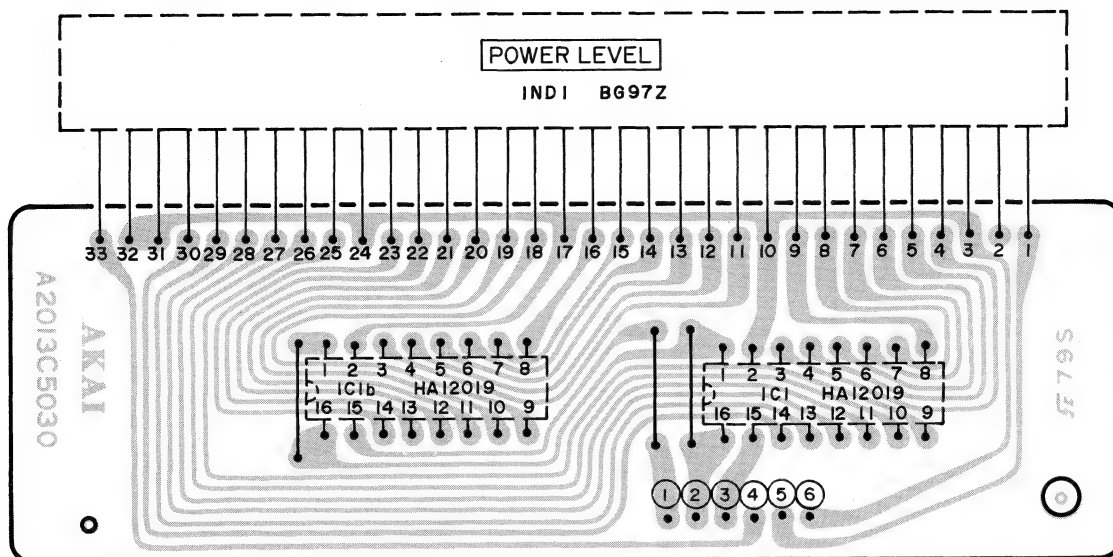 POWER LEVEL
IND1 BG97Z
33 32 31 30 29 28 27 26 25 24 23 22 21 20 19 18 17 16 15 14 13 12 11 10 9 8 7 6 5 4 3 2 1
A2013C5030
AKAI
1 2 3 4 5 6 7 8
IC1b HA12019
16 15 14 13 12 11 10 9
1 2 3 4 5 6 7 8
IC1 HA12019
16 15 14 13 12 11 10 9
1 2 3 4 5 6